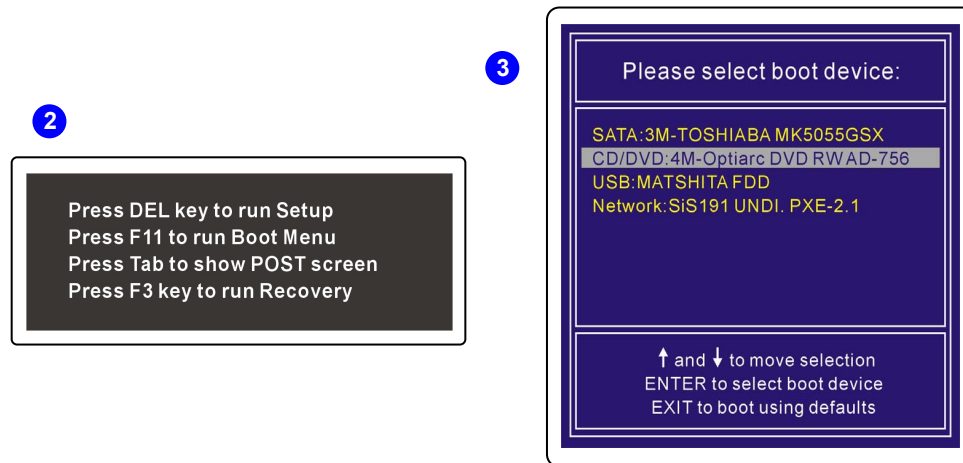 2
Press DEL key to run Setup
Press F11 to run Boot Menu
Press Tab to show POST screen
Press F3 key to run Recovery
3
Please select boot device:
SATA:3M-TOSHIABA MK5055GSX
CD/DVD:4M-Optiarc DVD RW AD-756
USB:MATSHITA FDD
Network:SiS191 UNDI. PXE-2.1
↑ and ↓ to move selection
ENTER to select boot device
EXIT to boot using defaults